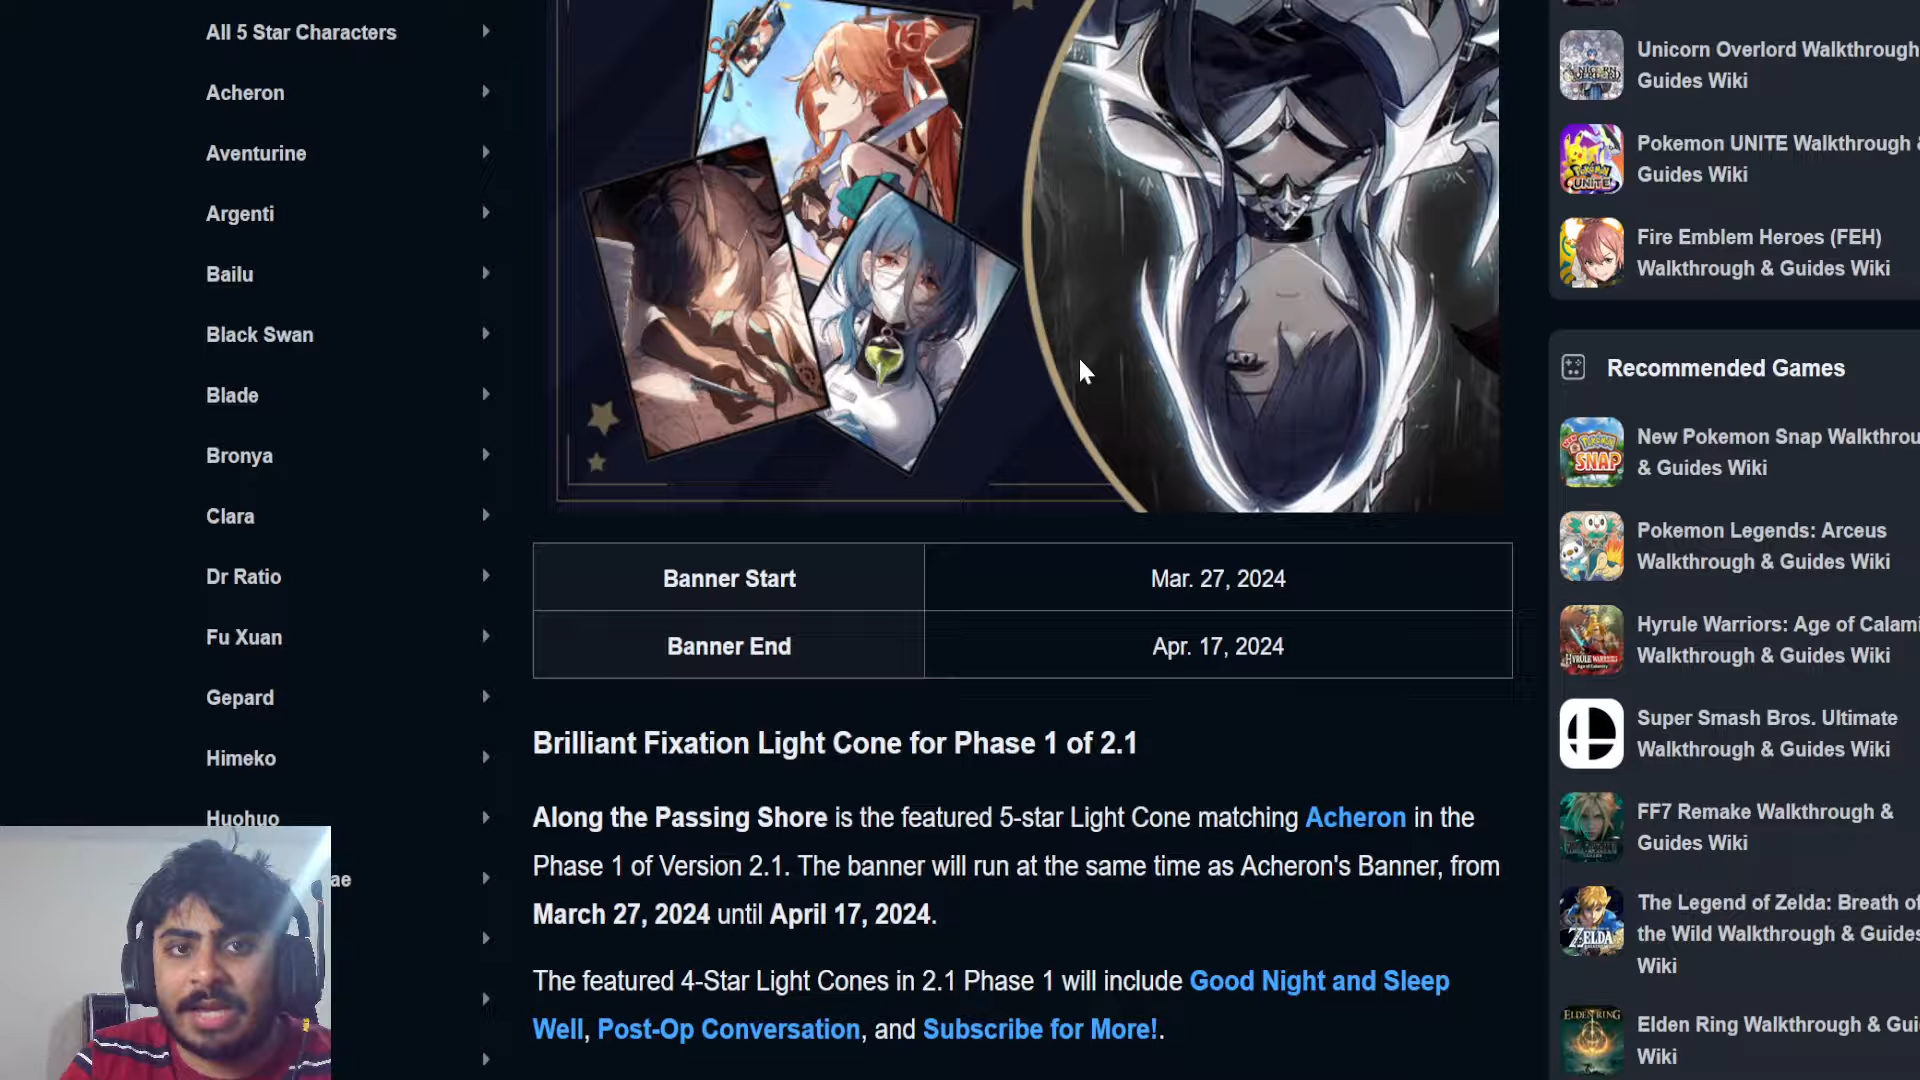 All 5 Star Characters
Acheron
Aventurine
Argenti
Bailu
Black Swan
Blade
Bronya
Clara
Dr Ratio
Fu Xuan
Gepard
Himeko
Huohuo
ae
Banner Start Mar. 27, 2024
Banner End Apr. 17, 2024
Brilliant Fixation Light Cone for Phase 1 of 2.1
Along the Passing Shore is the featured 5-star Light Cone matching Acheron in the
Phase 1 of Version 2.1. The banner will run at the same time as Acheron's Banner, from
March 27, 2024 until April 17, 2024.
The featured 4-Star Light Cones in 2.1 Phase 1 will include Good Night and Sleep
Well, Post-Op Conversation, and Subscribe for More!.
Unicorn Overlord Walkthrough
Guides Wiki
Pokemon UNITE Walkthrough &
Guides Wiki
UNITE
Fire Emblem Heroes (FEH)
Walkthrough & Guides Wiki
Recommended Games
New Pokemon Snap Walkthrou
& Guides Wiki
SNAP
Pokemon Legends: Arceus
Walkthrough & Guides Wiki
Hyrule Warriors: Age of Calami
Walkthrough & Guides Wiki
Super Smash Bros. Ultimate
Walkthrough & Guides Wiki
FF7 Remake Walkthrough &
Guides Wiki
The Legend of Zelda: Breath of
the Wild Walkthrough & Guides
Wiki
ZELDA
Elden Ring Walkthrough & Gui
Wiki
ELDEN RING